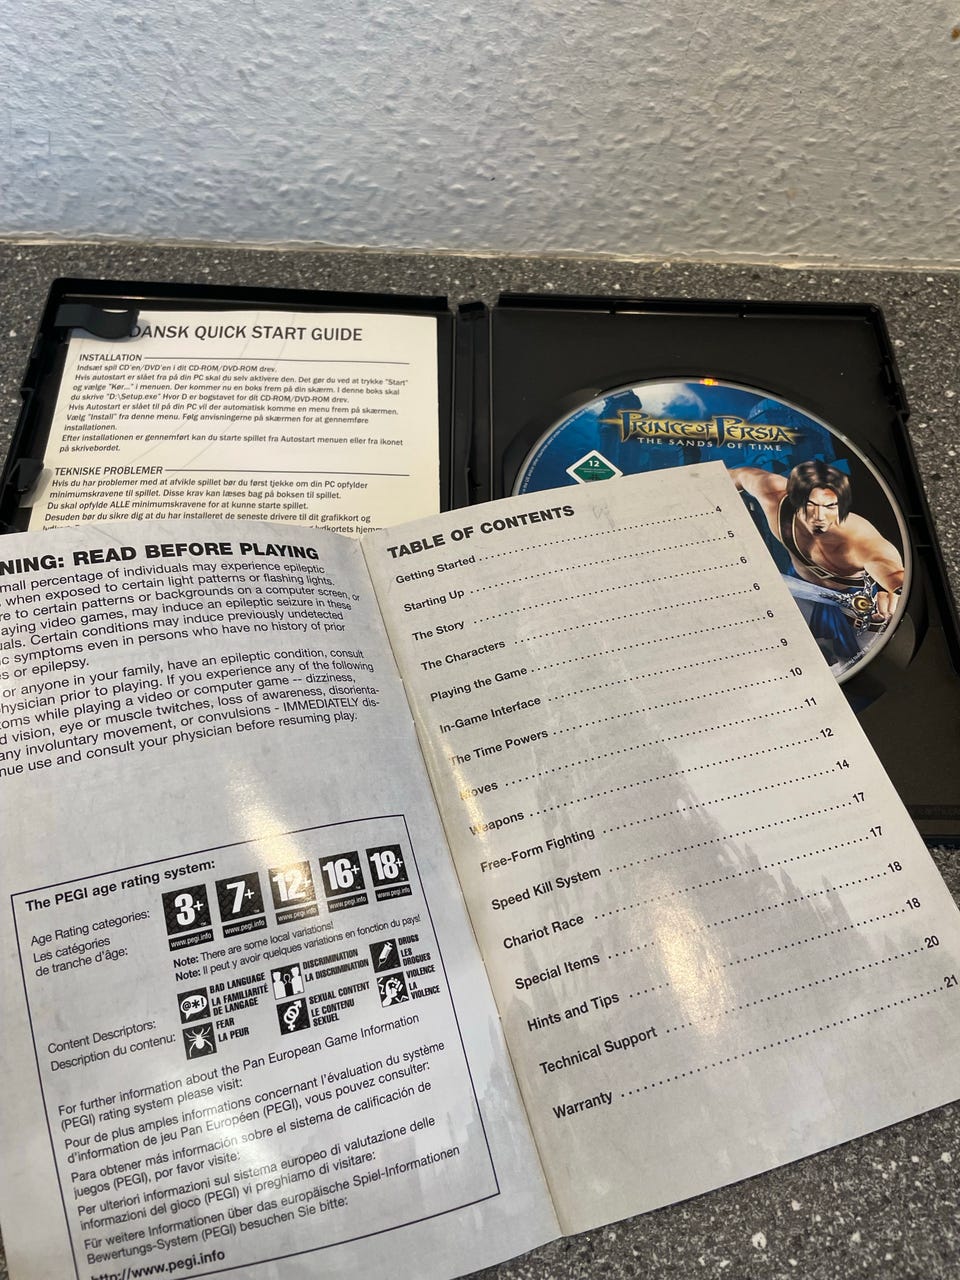 DANSK QUICK START GUIDE
INSTALLATION
Indsæt spil CD'en/DVD'en i dit CD-ROM/DVD-ROM drev.
Hvis autostart er slået fra på din PC skal du selv aktivere den. Det gør du ved at trykke "Start"
og vælge "Kør..." i menuen. Der kommer nu en boks frem på din skærm. I denne boks skal
du skrive "D:\Setup.exe" Hvor D er bogstavet for dit CD-ROM/DVD-ROM drev.
Hvis Autostart er slået til på din PC vil der automatisk komme en menu frem på skærmen.
Vælg "Install" fra denne menu. Følg anvisningerne på skærmen for at gennemføre
installationen.
Efter installationen er gennemført kan du starte spillet fra Autostart menuen eller fra ikonet
på skrivebordet.
TEKNISKE PROBLEMER
Hvis du har problemer med at afvikle spillet bør du først tjekke om din PC opfylder
minimumskravene til spillet. Disse krav kan læses bag på boksen til spillet.
Du skal opfylde ALLE minimumskravene for at kunne starte spillet.
Desuden bør du sikre dig at du har installeret de seneste drivere til dit grafikkort og
PRINCE OF PERSIA
THE SANDS OF TIME
12
NING: READ BEFORE PLAYING
mall percentage of individuals may experience epileptic
when exposed to certain light patterns or flashing lights.
re to certain patterns or backgrounds on a computer screen, or
aying video games, may induce an epileptic seizure in these
uals. Certain conditions may induce previously undetected
c symptoms even in persons who have no history of prior
s or epilepsy.
or anyone in your family, have an epileptic condition, consult
hysician prior to playing. If you experience any of the following
oms while playing a video or computer game -- dizziness,
d vision, eye or muscle twitches, loss of awareness, disorienta-
any involuntary movement, or convulsions - IMMEDIATELY dis-
nue use and consult your physician before resuming play.
The PEGI age rating system:
Age Rating categories:
Les catégories
de tranche d'âge:
3+ 7+ 12+ 16+ 18+
www.pegi.info www.pegi.info www.pegi.info www.pegi.info www.pegi.info
Note: There are some local variations!
Note: Il peut y avoir quelques variations en fonction du pays!
Content Descriptors:
Description du contenu:
BAD LANGUAGE
LA FAMILIARITÉ
DE LANGAGE
DISCRIMINATION
LA DISCRIMINATION
DRUGS
LES
DROGUES
FEAR
LA PEUR
SEXUAL CONTENT
LE CONTENU
SEXUEL
VIOLENCE
LA
VIOLENCE
For further information about the Pan European Game Information
(PEGI) rating system please visit:
Pour de plus amples informations concernant l'évaluation du système
d'information de jeu Pan Européen (PEGI), vous pouvez consulter:
Para obtener más información sobre el sistema de calificación de
juegos (PEGI), por favor visite:
Per ulteriori informazioni sul sistema europeo di valutazione delle
informazioni del gioco (PEGI) vi preghiamo di visitare:
Für weitere Informationen über das europäische Spiel-Informationen
Bewertungs-System (PEGI) besuchen Sie bitte:
http://www.pegi.info
TABLE OF CONTENTS
Getting Started 4
Starting Up 5
The Story 6
The Characters 6
Playing the Game 6
In-Game Interface 9
The Time Powers 10
Moves 11
Weapons 12
Free-Form Fighting 14
Speed Kill System 17
Chariot Race 17
Special Items 18
Hints and Tips 18
Technical Support 20
Warranty 21